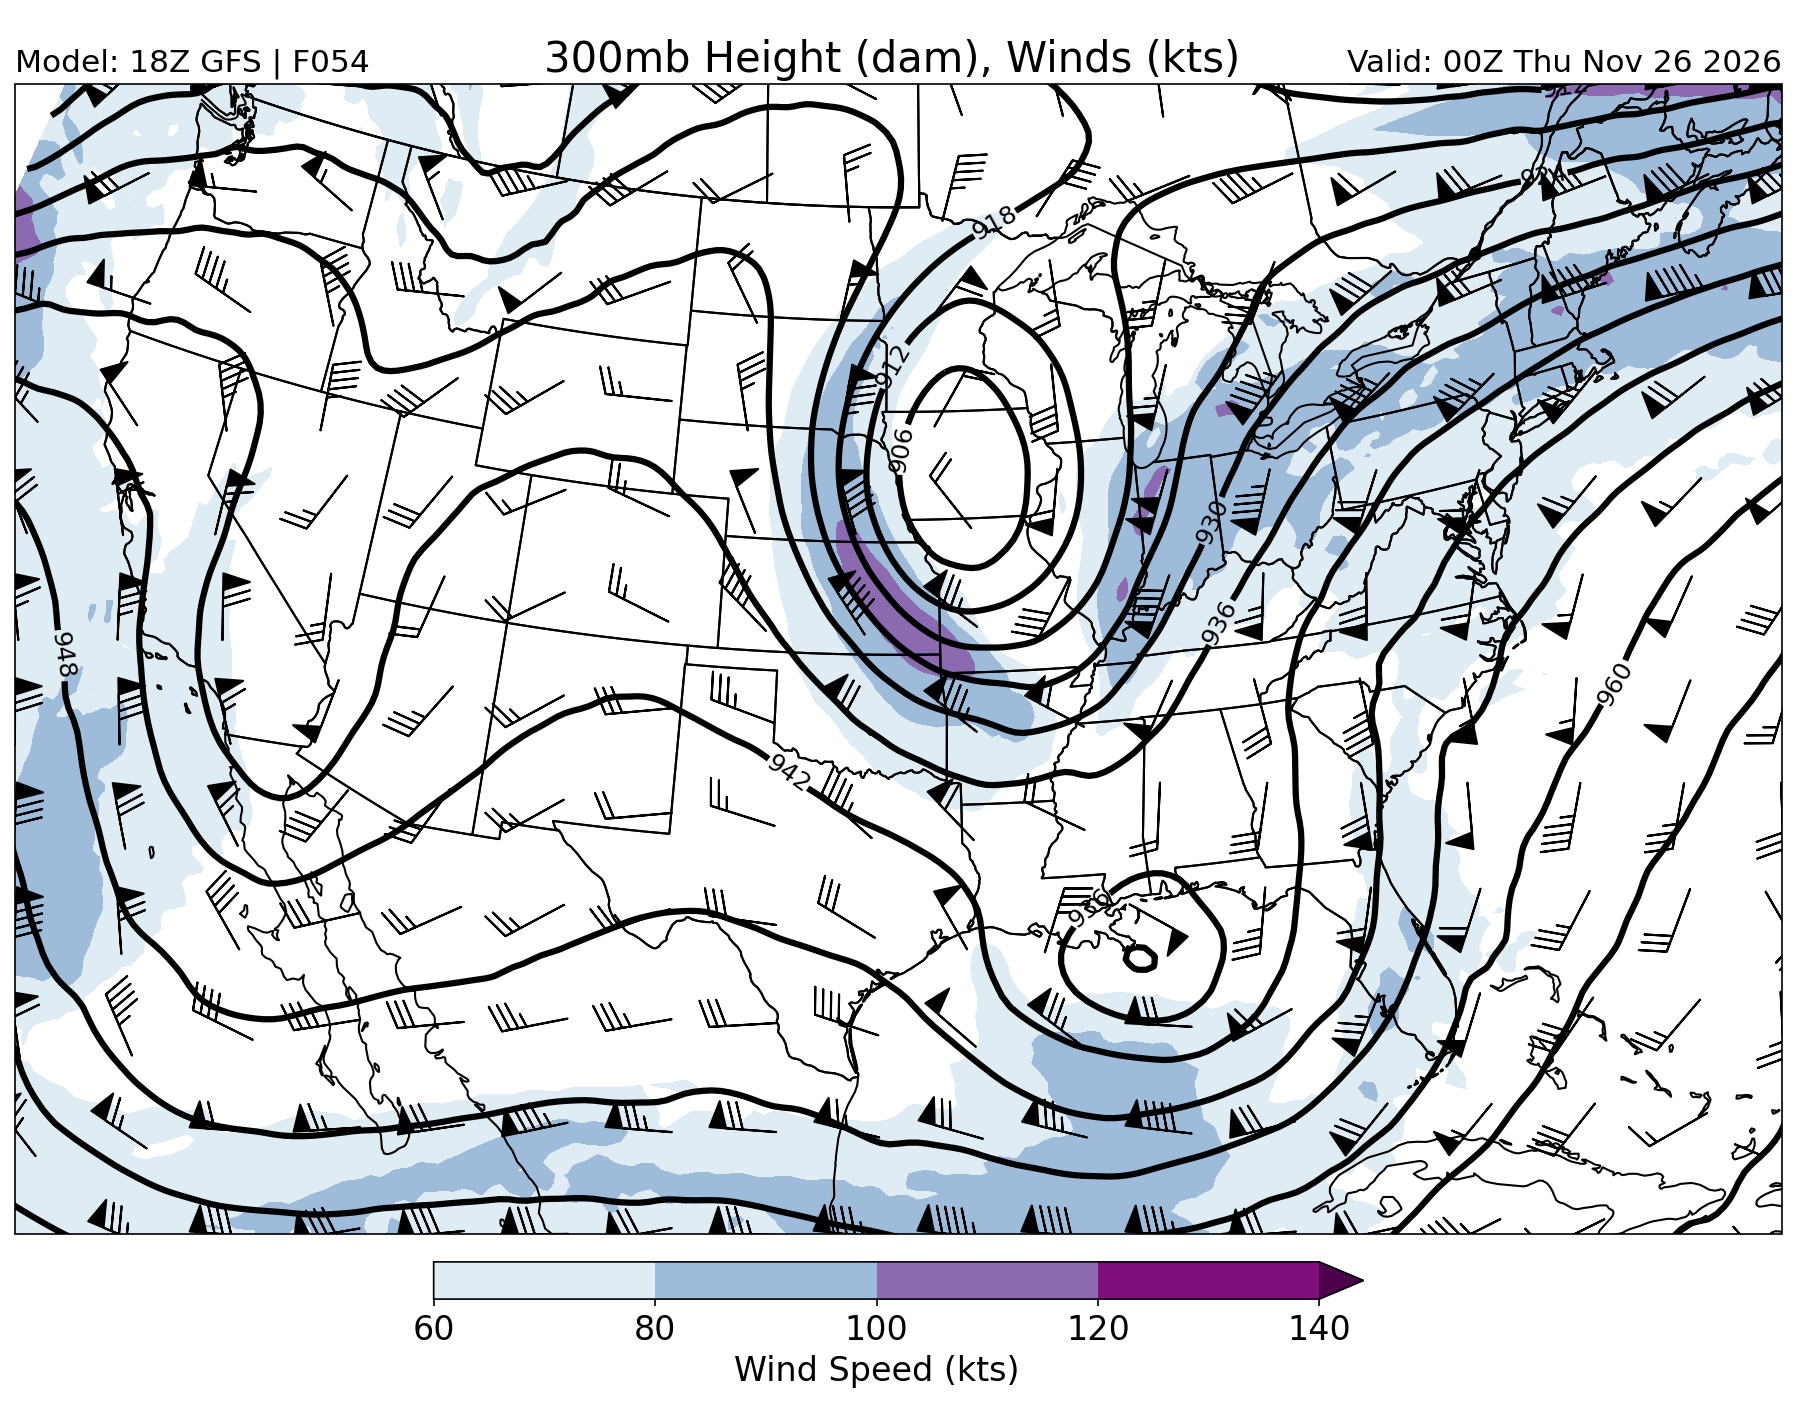 Model: 18Z GFS | F054
300mb Height (dam), Winds (kts)
Valid: 00Z Thu Nov 26 2026
924
918
912
906
930
936
948
960
942
936
60 80 100 120 140
Wind Speed (kts)